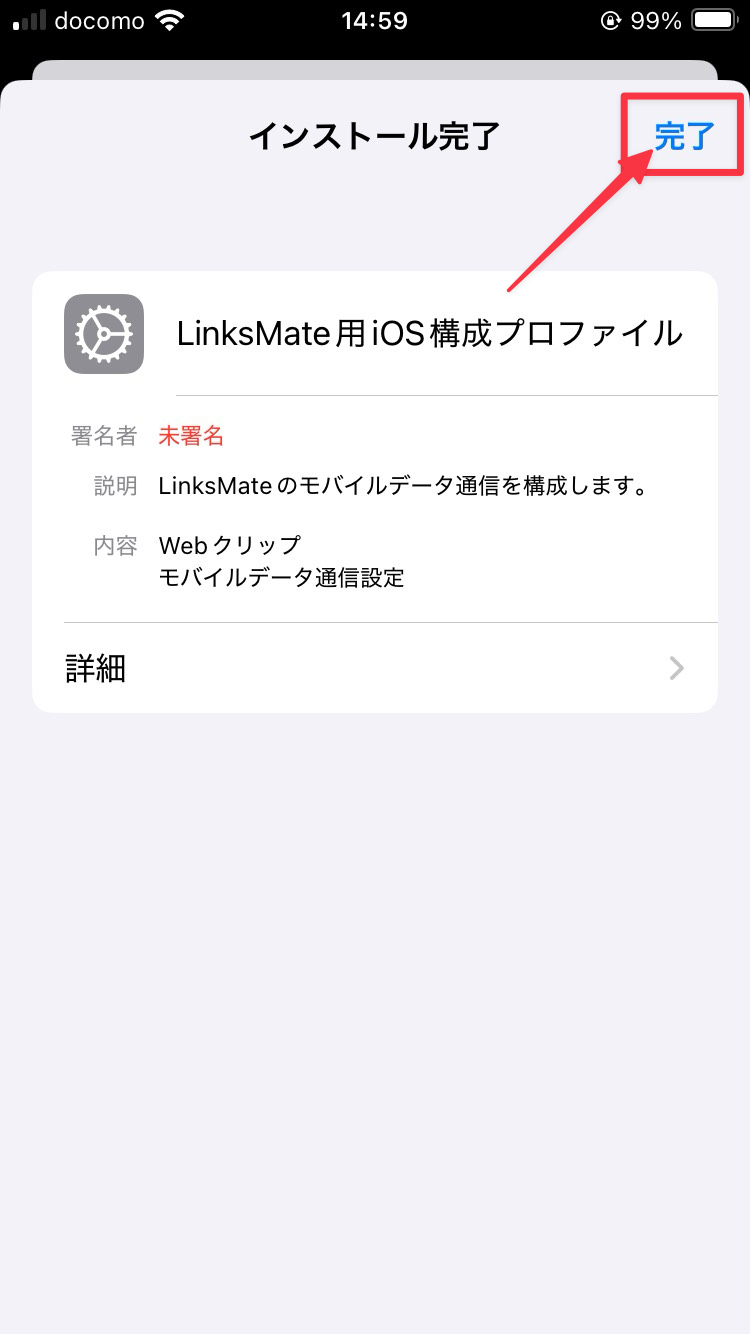 docomo 14:59 99%
インストール完了 完了
LinksMate用iOS構成プロファイル
署名者 未署名
説明 LinksMateのモバイルデータ通信を構成します。
内容 Webクリップ
モバイルデータ通信設定
詳細